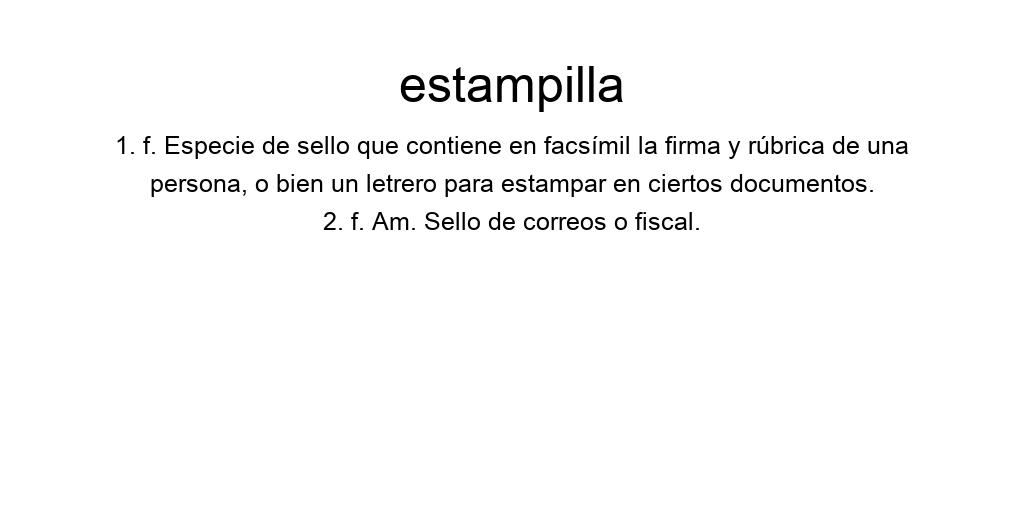 estampilla
1. f. Especie de sello que contiene en facsímil la firma y rúbrica de una
persona, o bien un letrero para estampar en ciertos documentos.
2. f. Am. Sello de correos o fiscal.